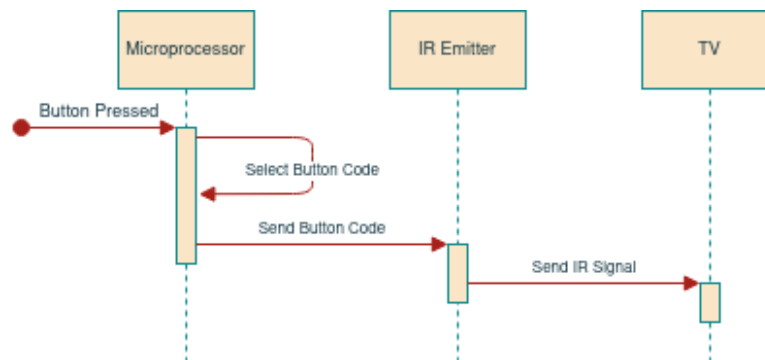 Microprocessor
IR Emitter
TV
Button Pressed
Select Button Code
Send Button Code
Send IR Signal